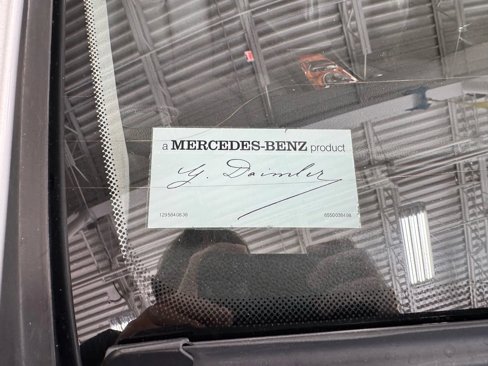 a MERCEDES-BENZ product
G. Daimler